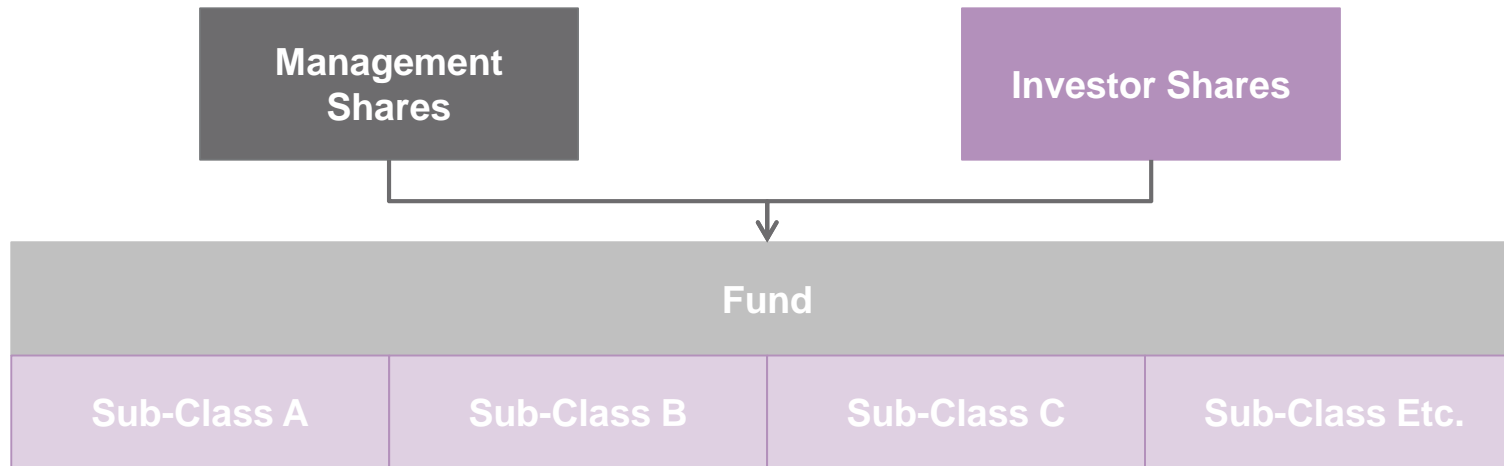 Management
Shares
Investor Shares
Fund
Sub-Class A
Sub-Class B
Sub-Class C
Sub-Class Etc.